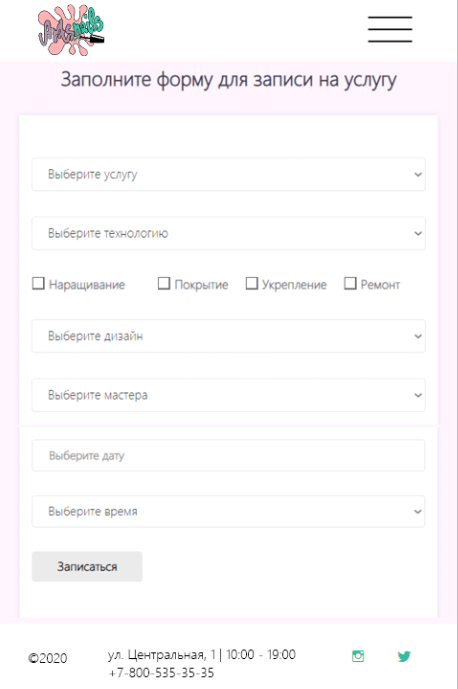 Заполните форму для записи на услугу
Выберите услугу
Выберите технологию
Наращивание Покрытие Укрепление Ремонт
Выберите дизайн
Выберите мастера
Выберите дату
Выберите время
Записаться
©2020
ул. Центральная, 1 | 10:00 - 19:00
+7-800-535-35-35